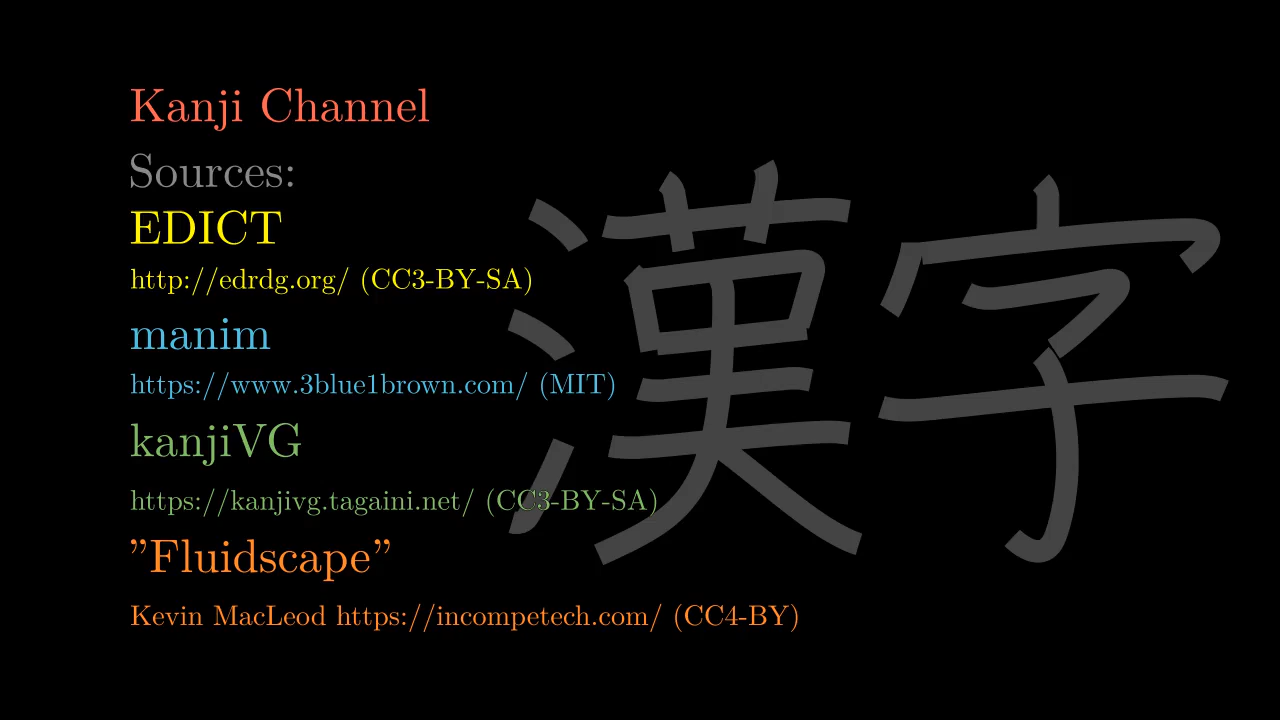 Kanji Channel
Sources:
EDICT
http://edrdg.org/ (CC3-BY-SA)
manim
https://www.3blue1brown.com/ (MIT)
kanjiVG
https://kanjivg.tagaini.net/ (CC3-BY-SA)
”Fluidscape”
Kevin MacLeod https://incompetech.com/ (CC4-BY)
漢字